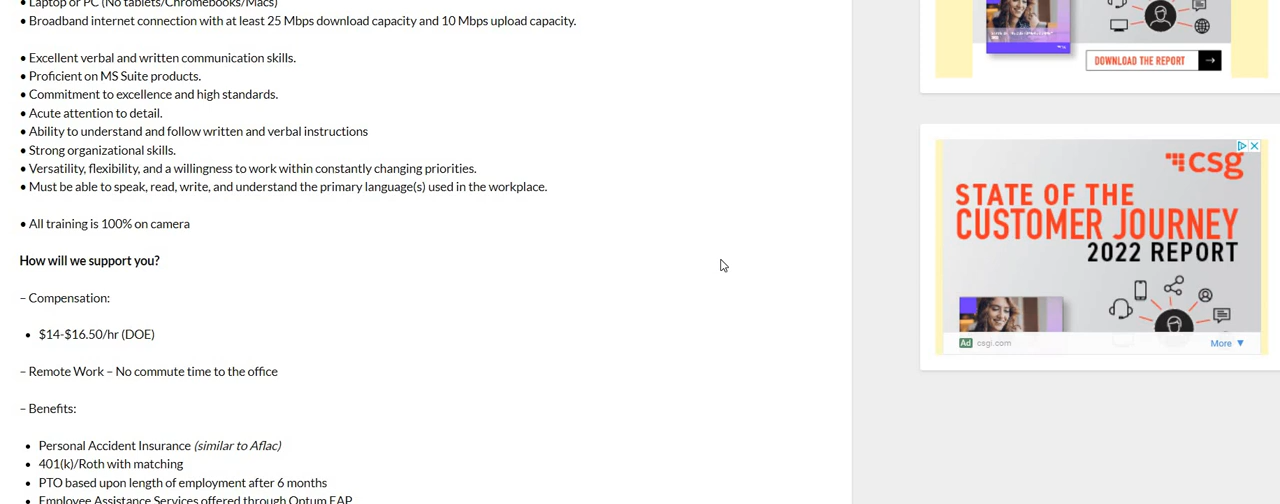 • Laptop or PC (No tablets/Chromebooks/Macs)
• Broadband internet connection with at least 25 Mbps download capacity and 10 Mbps upload capacity.
• Excellent verbal and written communication skills.
• Proficient on MS Suite products.
• Commitment to excellence and high standards.
• Acute attention to detail.
• Ability to understand and follow written and verbal instructions
• Strong organizational skills.
• Versatility, flexibility, and a willingness to work within constantly changing priorities.
• Must be able to speak, read, write, and understand the primary language(s) used in the workplace.
• All training is 100% on camera
How will we support you?
– Compensation:
• $14-$16.50/hr (DOE)
– Remote Work – No commute time to the office
– Benefits:
• Personal Accident Insurance (similar to Aflac)
• 401(k)/Roth with matching
• PTO based upon length of employment after 6 months
• Employee Assistance Services offered through Optum EAP
DOWNLOAD THE REPORT →
csg
STATE OF THE
CUSTOMER JOURNEY
2022 REPORT
Ad csgi.com More ▼